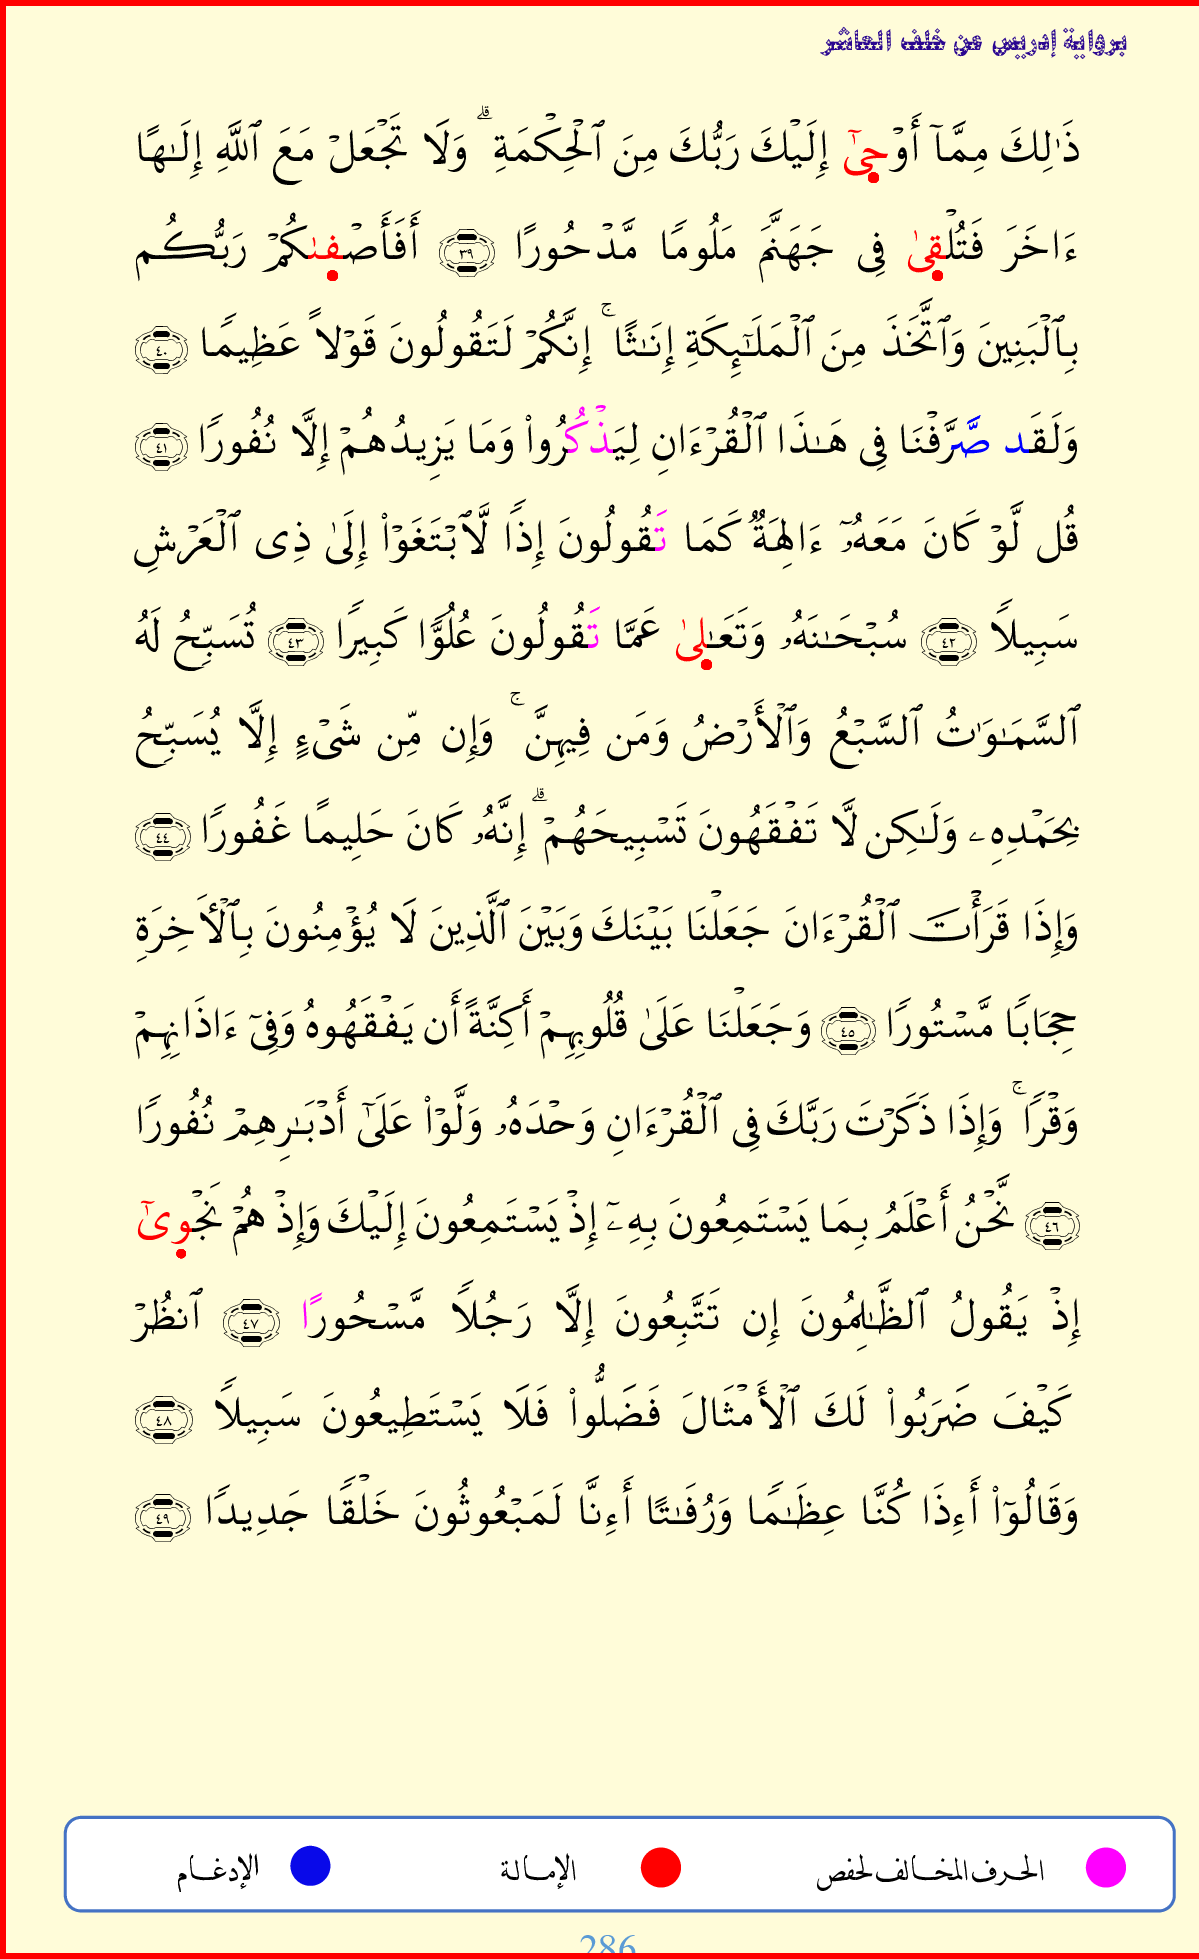 برواية إدريس عن خلف العاشر
ذَٰلِكَ مِمَّآ أَوۡحِىٰٓ إِلَيۡكَ رَبُّكَ مِنَ ٱلۡحِكۡمَةِۗ وَلَا تَجۡعَلۡ مَعَ ٱللَّهِ إِلَـٰهًا
ءَاخَرَ فَتُلۡقِىٰ فِى جَهَنَّمَ مَلُومًا مَّدۡحُورًا ٣٩ أَفَأَصۡفِىٰكُمۡ رَبُّكُم
بِٱلۡبَنِينَ وَٱتَّخَذَ مِنَ ٱلۡمَلَـٰٓئِكَةِ إِنَـٰثًاۚ إِنَّكُمۡ لَتَقُولُونَ قَوۡلاً عَظِيمًا ٤٠
وَلَقَد صَّرَّفۡنَا فِى هَـٰذَا ٱلۡقُرۡءَانِ لِيَذۡكُرُواْ وَمَا يَزِيدُهُمۡ إِلَّا نُفُورًا ٤١
قُل لَّوۡ كَانَ مَعَهُۥٓ ءَالِهَةٌ كَمَا تَقُولُونَ إِذًا لَّٱبۡتَغَوۡاْ إِلَىٰ ذِى ٱلۡعَرۡشِ
سَبِيلاً ٤٢ سُبۡحَـٰنَهُۥ وَتَعَـٰلِىٰ عَمَّا تَقُولُونَ عُلُوًّا كَبِيرًا ٤٣ تُسَبِّحُ لَهُ
ٱلسَّمَـٰوَٰتُ ٱلسَّبۡعُ وَٱلۡأَرۡضُ وَمَن فِيهِنَّۚ وَإِن مِّن شَىۡءٍ إِلَّا يُسَبِّحُ
بِحَمۡدِهِۦ وَلَـٰكِن لَّا تَفۡقَهُونَ تَسۡبِيحَهُمۡۗ إِنَّهُۥ كَانَ حَلِيمًا غَفُورًا ٤٤
وَإِذَا قَرَأۡتَ ٱلۡقُرۡءَانَ جَعَلۡنَا بَيۡنَكَ وَبَيۡنَ ٱلَّذِينَ لَا يُؤۡمِنُونَ بِٱلۡأَخِرَةِ
حِجَابًا مَّسۡتُورًا ٤٥ وَجَعَلۡنَا عَلَىٰ قُلُوبِهِمۡ أَكِنَّةً أَن يَفۡقَهُوهُ وَفِىٓ ءَاذَانِهِمۡ
وَقۡرًاۚ وَإِذَا ذَكَرۡتَ رَبَّكَ فِى ٱلۡقُرۡءَانِ وَحۡدَهُۥ وَلَّوۡاْ عَلَىٰٓ أَدۡبَـٰرِهِمۡ نُفُورًا
٤٦ نَّحۡنُ أَعۡلَمُ بِمَا يَسۡتَمِعُونَ بِهِۦٓ إِذۡ يَسۡتَمِعُونَ إِلَيۡكَ وَإِذۡ هُمۡ نَجۡوِىٰٓ
إِذۡ يَقُولُ ٱلظَّـٰلِمُونَ إِن تَتَّبِعُونَ إِلَّا رَجُلاً مَّسۡحُورًا ٤٧ ٱنظُرۡ
كَيۡفَ ضَرَبُواْ لَكَ ٱلۡأَمۡثَالَ فَضَلُّواْ فَلَا يَسۡتَطِيعُونَ سَبِيلاً ٤٨
وَقَالُوٓاْ أَءِذَا كُنَّا عِظَـٰمًا وَرُفَـٰتًا أَءِنَّا لَمَبۡعُوثُونَ خَلۡقًا جَدِيدًا ٤٩
الحرف المخالف لحفص الإمالة الإدغام
286